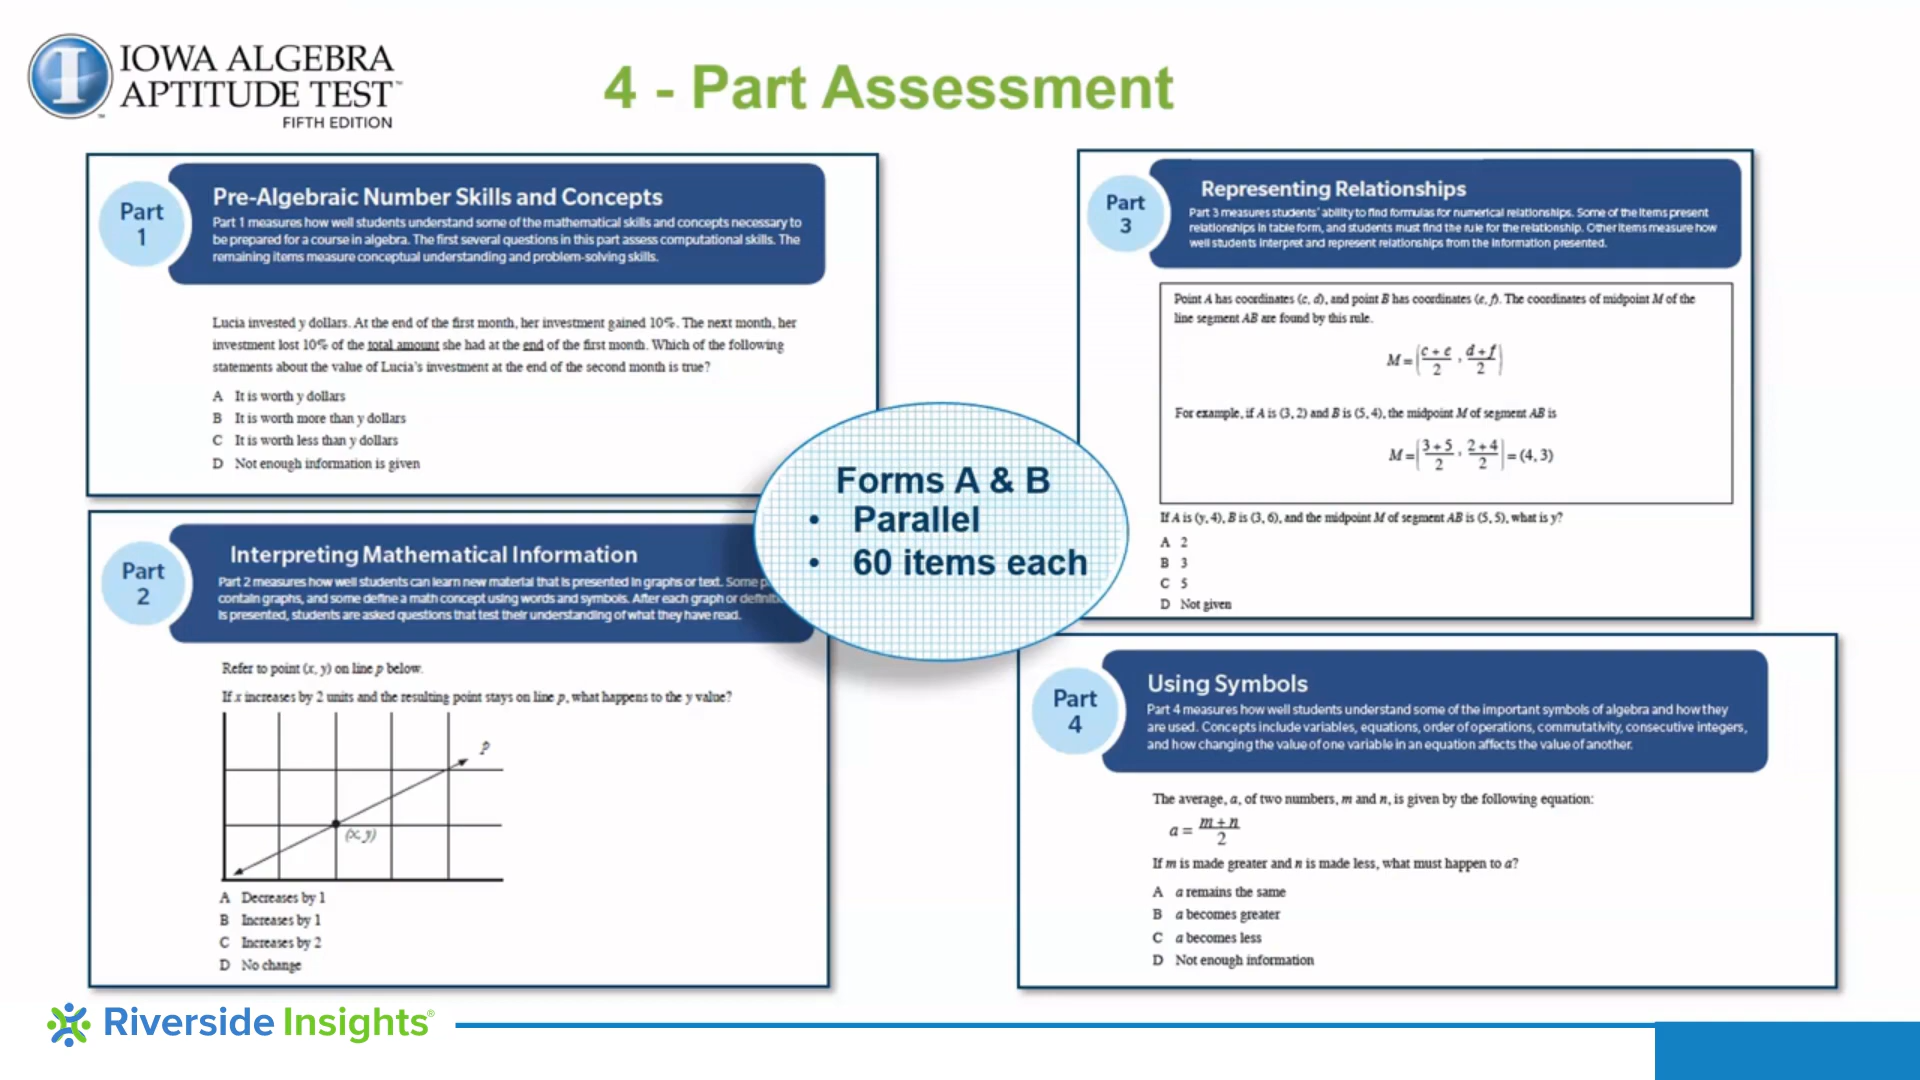 IOWA ALGEBRA
APTITUDE TEST™
FIFTH EDITION
4 - Part Assessment
Part
1
Pre-Algebraic Number Skills and Concepts
Part 1 measures how well students understand some of the mathematical skills and concepts necessary to
be prepared for a course in algebra. The first several questions in this part assess computational skills. The
remaining items measure conceptual understanding and problem-solving skills.
Lucia invested y dollars. At the end of the first month, her investment gained 10%. The next month, her
investment lost 10% of the total amount she had at the end of the first month. Which of the following
statements about the value of Lucia's investment at the end of the second month is true?
A It is worth y dollars
B It is worth more than y dollars
C It is worth less than y dollars
D Not enough information is given
Part
2
Interpreting Mathematical Information
Part 2 measures how well students can learn new material that is presented in graphs or text. Some
contain graphs, and some define a math concept using words and symbols. After each graph or
is presented, students are asked questions that test their understanding of what they have read.
Refer to point (x, y) on line p below.
If x increases by 2 units and the resulting point stays on line p, what happens to the y value?
p
(x, y)
A Decreases by 1
B Increases by 1
C Increases by 2
D No change
Forms A & B
• Parallel
• 60 items each
Part
3
Representing Relationships
Part 3 measures students' ability to find formulas for numerical relationships. Some of the items present
relationships in table form, and students must find the rule for the relationship. Other items measure how
well students interpret and represent relationships from the information presented.
Point A has coordinates (c, d), and point B has coordinates (e, f). The coordinates of midpoint M of the
line segment AB are found by this rule.
M = (c + e / 2 , d + f / 2)
For example, if A is (3, 2) and B is (5, 4), the midpoint M of segment AB is
M = (3 + 5 / 2 , 2 + 4 / 2) = (4, 3)
If A is (y, 4), B is (3, 6), and the midpoint M of segment AB is (5, 5), what is y?
A 2
B 3
C 5
D Not given
Part
4
Using Symbols
Part 4 measures how well students understand some of the important symbols of algebra and how they
are used. Concepts include variables, equations, order of operations, commutativity, consecutive integers,
and how changing the value of one variable in an equation affects the value of another.
The average, a, of two numbers, m and n, is given by the following equation:
a = m + n / 2
If m is made greater and n is made less, what must happen to a?
A a remains the same
B a becomes greater
C a becomes less
D Not enough information
Riverside Insights®